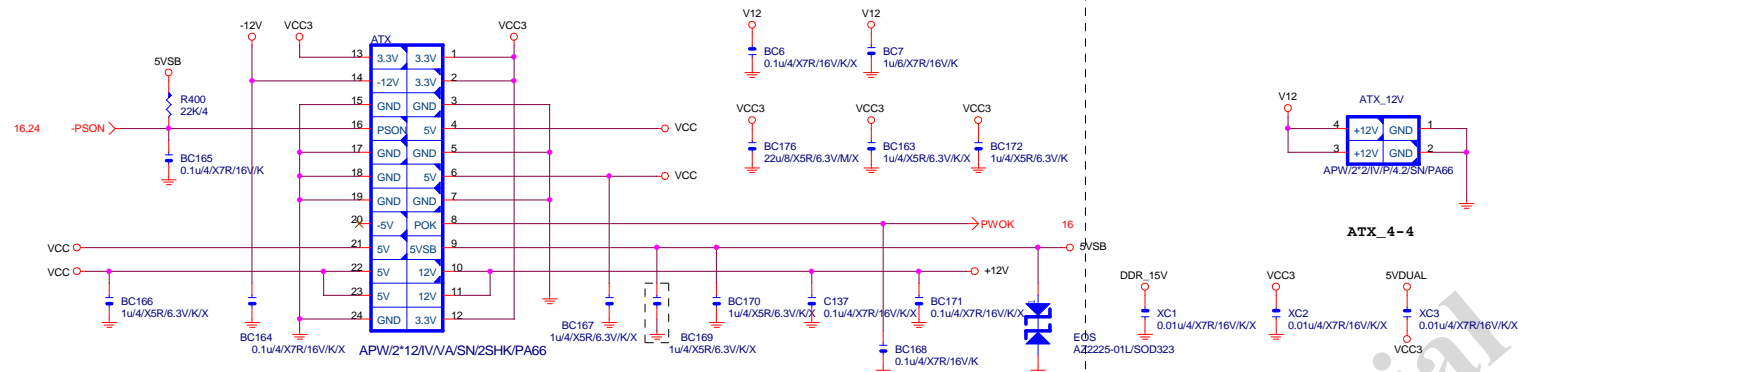 -12V
VCC3
VCC3
5VSB
R400
22K/4
16,24
-PSON
BC165
0.1u/4/X7R/16V/K
VCC
VCC
BC166
1u/4/X5R/6.3V/K/X
BC164
0.1u/4/X7R/16V/K/X
ATX
13 3.3V 3.3V 1
14 -12V 3.3V 2
15 GND GND 3
16 PSON 5V 4
17 GND GND 5
18 GND 5V 6
19 GND GND 7
20 -5V POK 8
21 5V 5VSB 9
22 5V 12V 10
23 5V 12V 11
24 GND 3.3V 12
APW/2*12/IV/VA/SN/2SHK/PA66
VCC
VCC
PWOK
16
5VSB
+12V
BC167
1u/4/X5R/6.3V/K/X
BC169
1u/4/X5R/6.3V/K/X
BC170
1u/4/X5R/6.3V/K/X
C137
0.1u/4/X7R/16V/K/X
BC171
0.1u/4/X7R/16V/K/X
BC168
0.1u/4/X7R/16V/K
EOS
AZ2225-01L/SOD323
V12
BC6
0.1u/4/X7R/16V/K/X
V12
BC7
1u/6/X7R/16V/K
VCC3
BC176
22u/8/X5R/6.3V/M/X
VCC3
BC163
1u/4/X5R/6.3V/K/X
VCC3
BC172
1u/4/X5R/6.3V/K
V12
ATX_12V
4 +12V GND 1
3 +12V GND 2
APW/2*2/IV/P/4.2/SN/PA66
ATX_4-4
DDR_15V
XC1
0.01u/4/X7R/16V/K/X
VCC3
XC2
0.01u/4/X7R/16V/K/X
5VDUAL
XC3
0.01u/4/X7R/16V/K/X
VCC3
ial